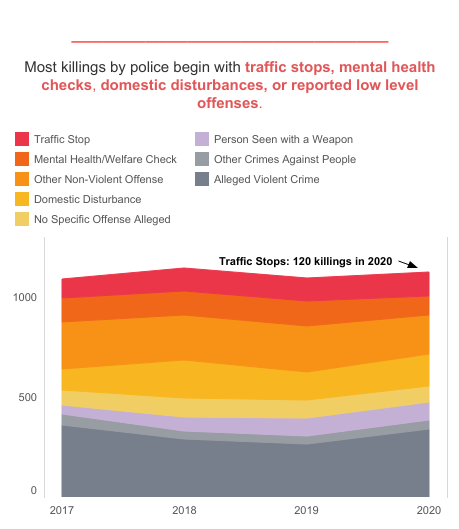 Most killings by police begin with traffic stops, mental health
checks, domestic disturbances, or reported low level
offenses.
Traffic Stop
Mental Health/Welfare Check
Other Non-Violent Offense
Domestic Disturbance
No Specific Offense Alleged
Person Seen with a Weapon
Other Crimes Against People
Alleged Violent Crime
Traffic Stops: 120 killings in 2020
1000
500
0
2017
2018
2019
2020